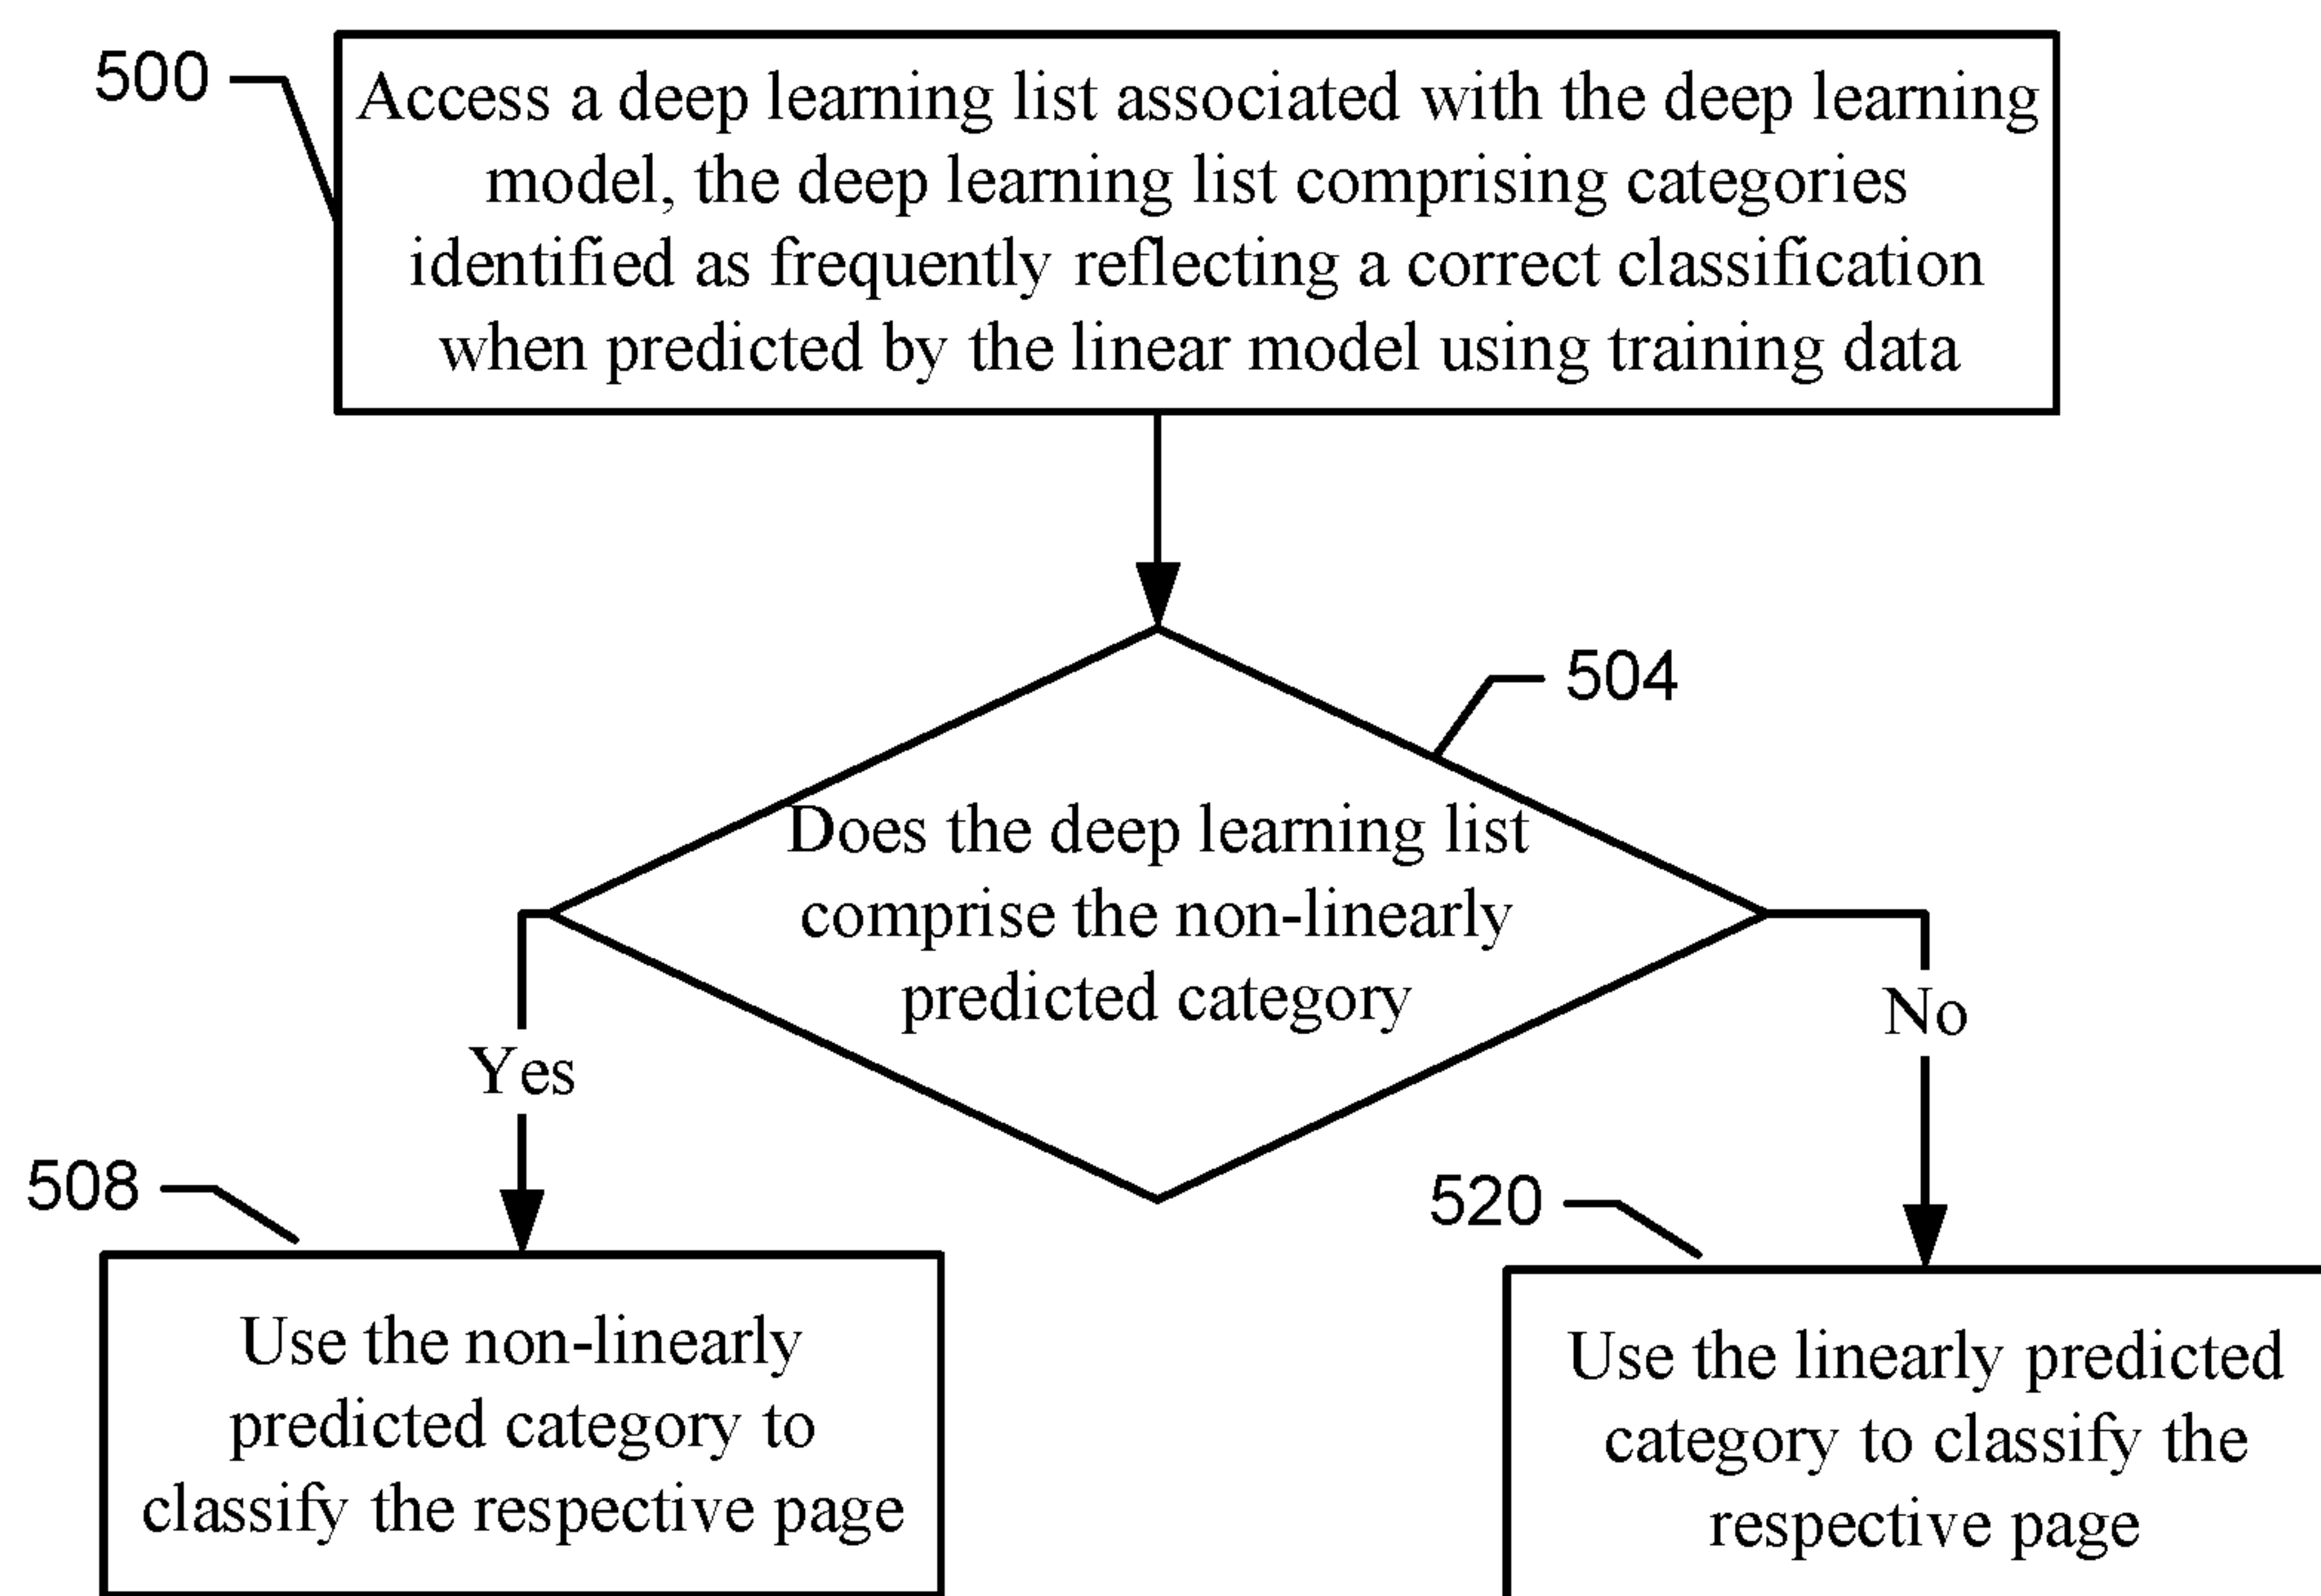 500
Access a deep learning list associated with the deep learning
model, the deep learning list comprising categories
identified as frequently reflecting a correct classification
when predicted by the linear model using training data
504
Does the deep learning list
comprise the non-linearly
predicted category
Yes
No
508
Use the non-linearly
predicted category to
classify the respective page
520
Use the linearly predicted
category to classify the
respective page